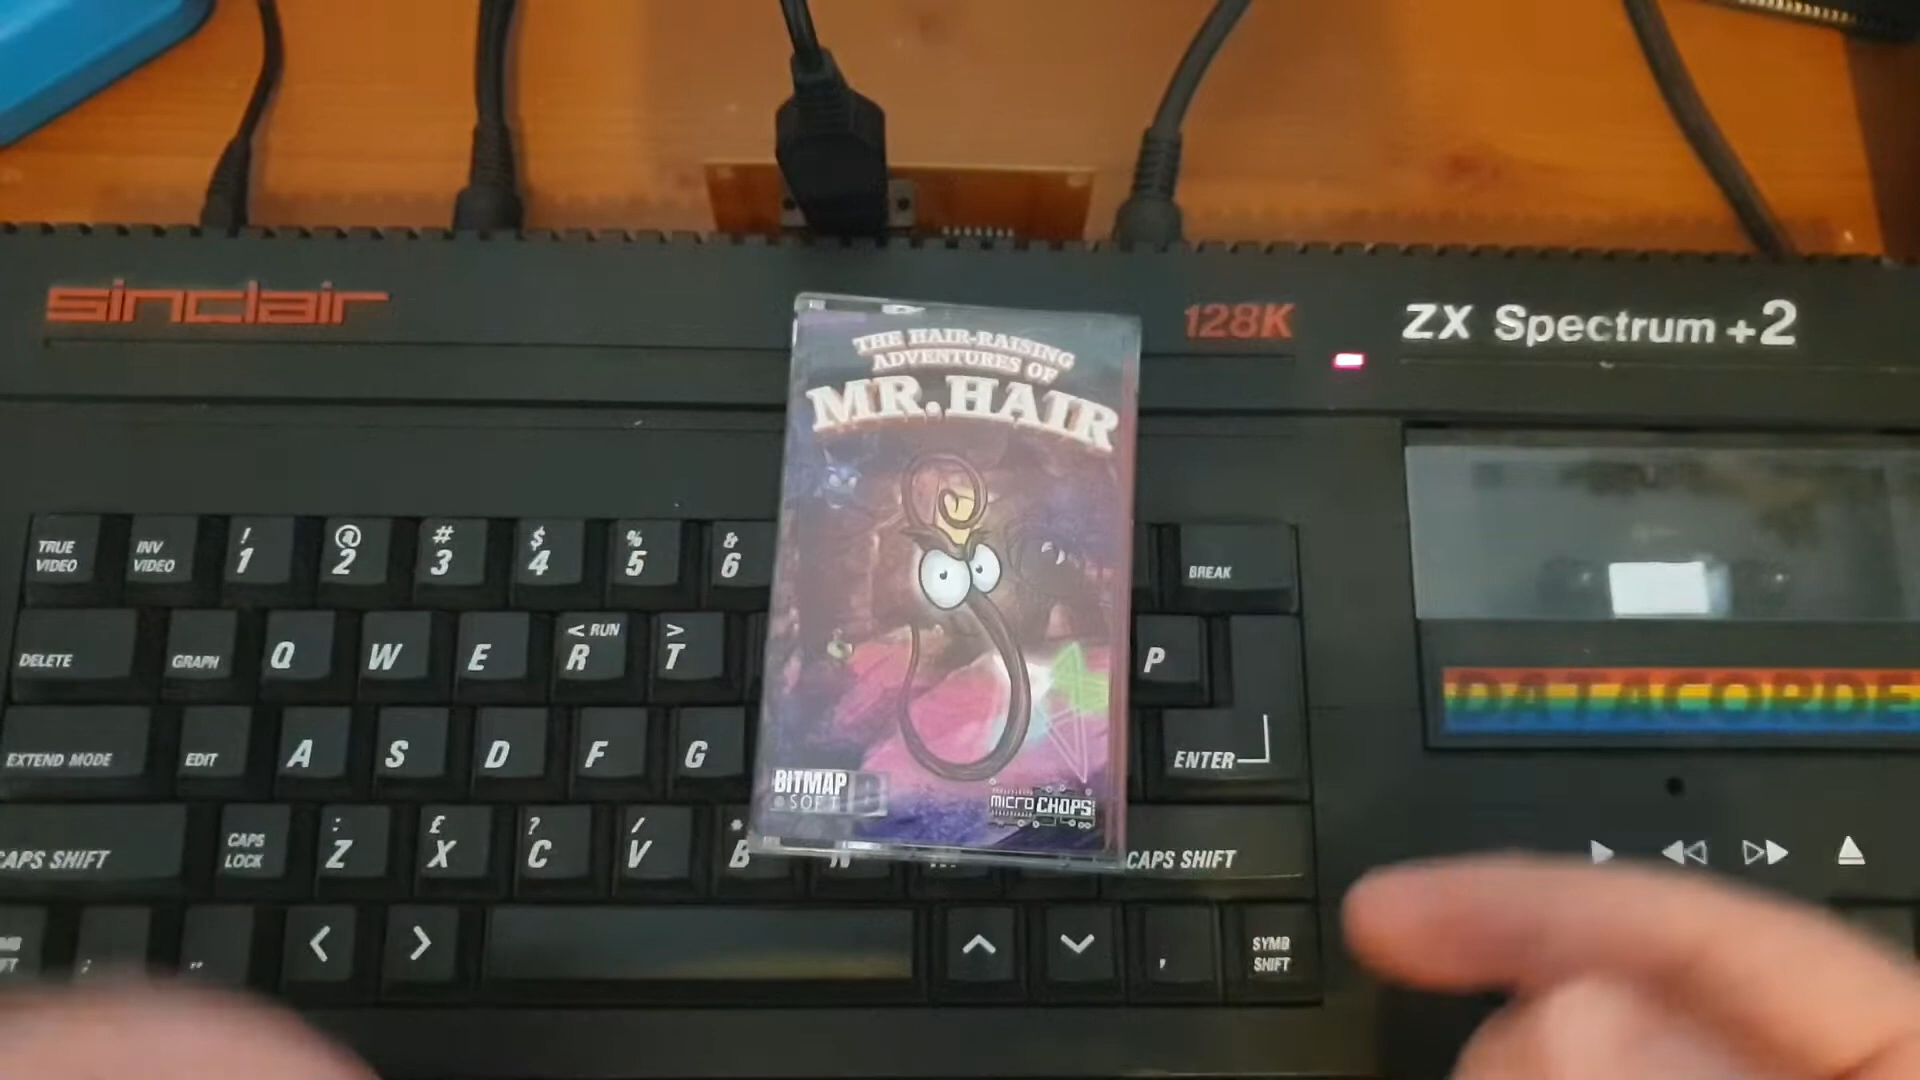 sinclair
128K
ZX Spectrum +2
THE HAIR-RAISING
ADVENTURES OF
MR. HAIR
BITMAP
SOFT
MICROCHOPS
TRUE
VIDEO
INV
VIDEO
! 1
@ 2
# 3
$ 4
% 5
& 6
BREAK
DELETE
GRAPH
Q
W
E
< RUN
R
>
T
P
DATACORDE
EXTEND MODE
EDIT
A
S
D
F
G
ENTER
CAPS SHIFT
CAPS
LOCK
: Z
£ X
? C
/ V
* B
N
M
CAPS SHIFT
;
"
<
>
,
SYMB
SHIFT